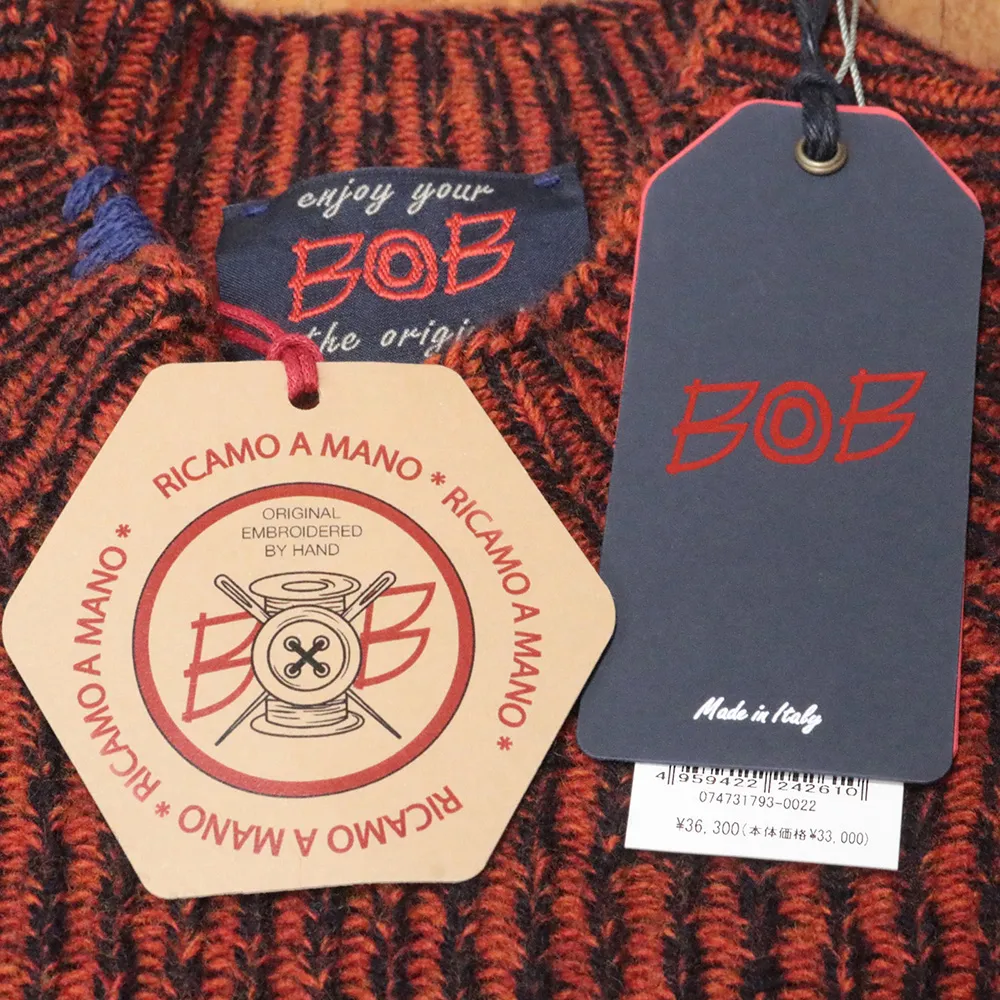 enjoy your
BOB
the origi
RICAMO A MANO * RICAMO A MANO * RICAMO A MANO * RICAMO A MANO *
ORIGINAL
EMBROIDERED
BY HAND
BOB
BOB
Made in Italy
4 959422 242610
074731793-0022
¥36,300(本体価格¥33,000)